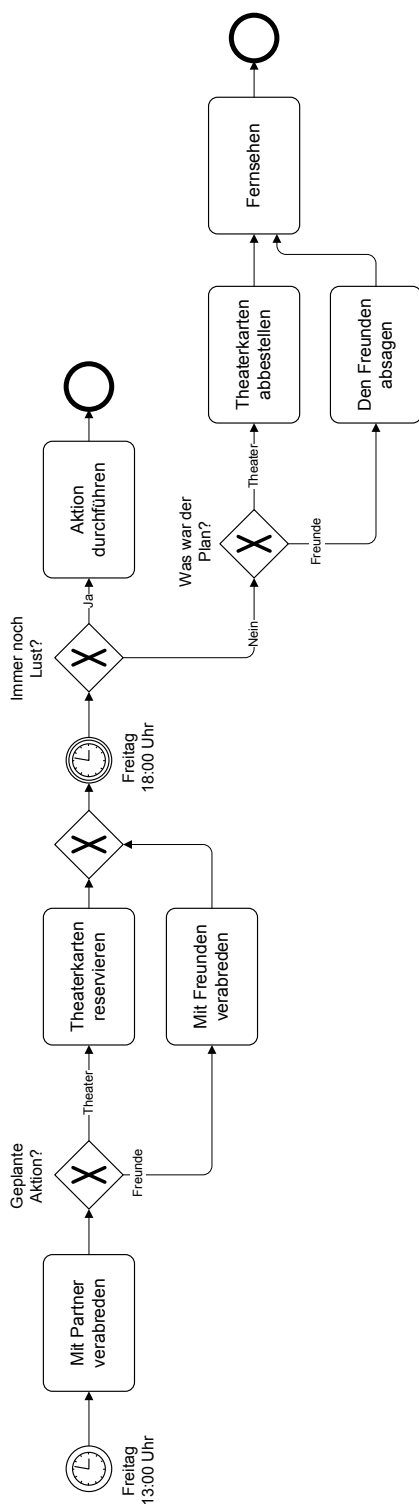 Freitag
13:00 Uhr
Mit Partner
verabreden
Geplante
Aktion?
Theater
Freunde
Theaterkarten
reservieren
Mit Freunden
verabreden
Freitag
18:00 Uhr
Immer noch
Lust?
Ja
Nein
Aktion
durchführen
Was war der
Plan?
Theater
Freunde
Theaterkarten
abbestellen
Den Freunden
absagen
Fernsehen